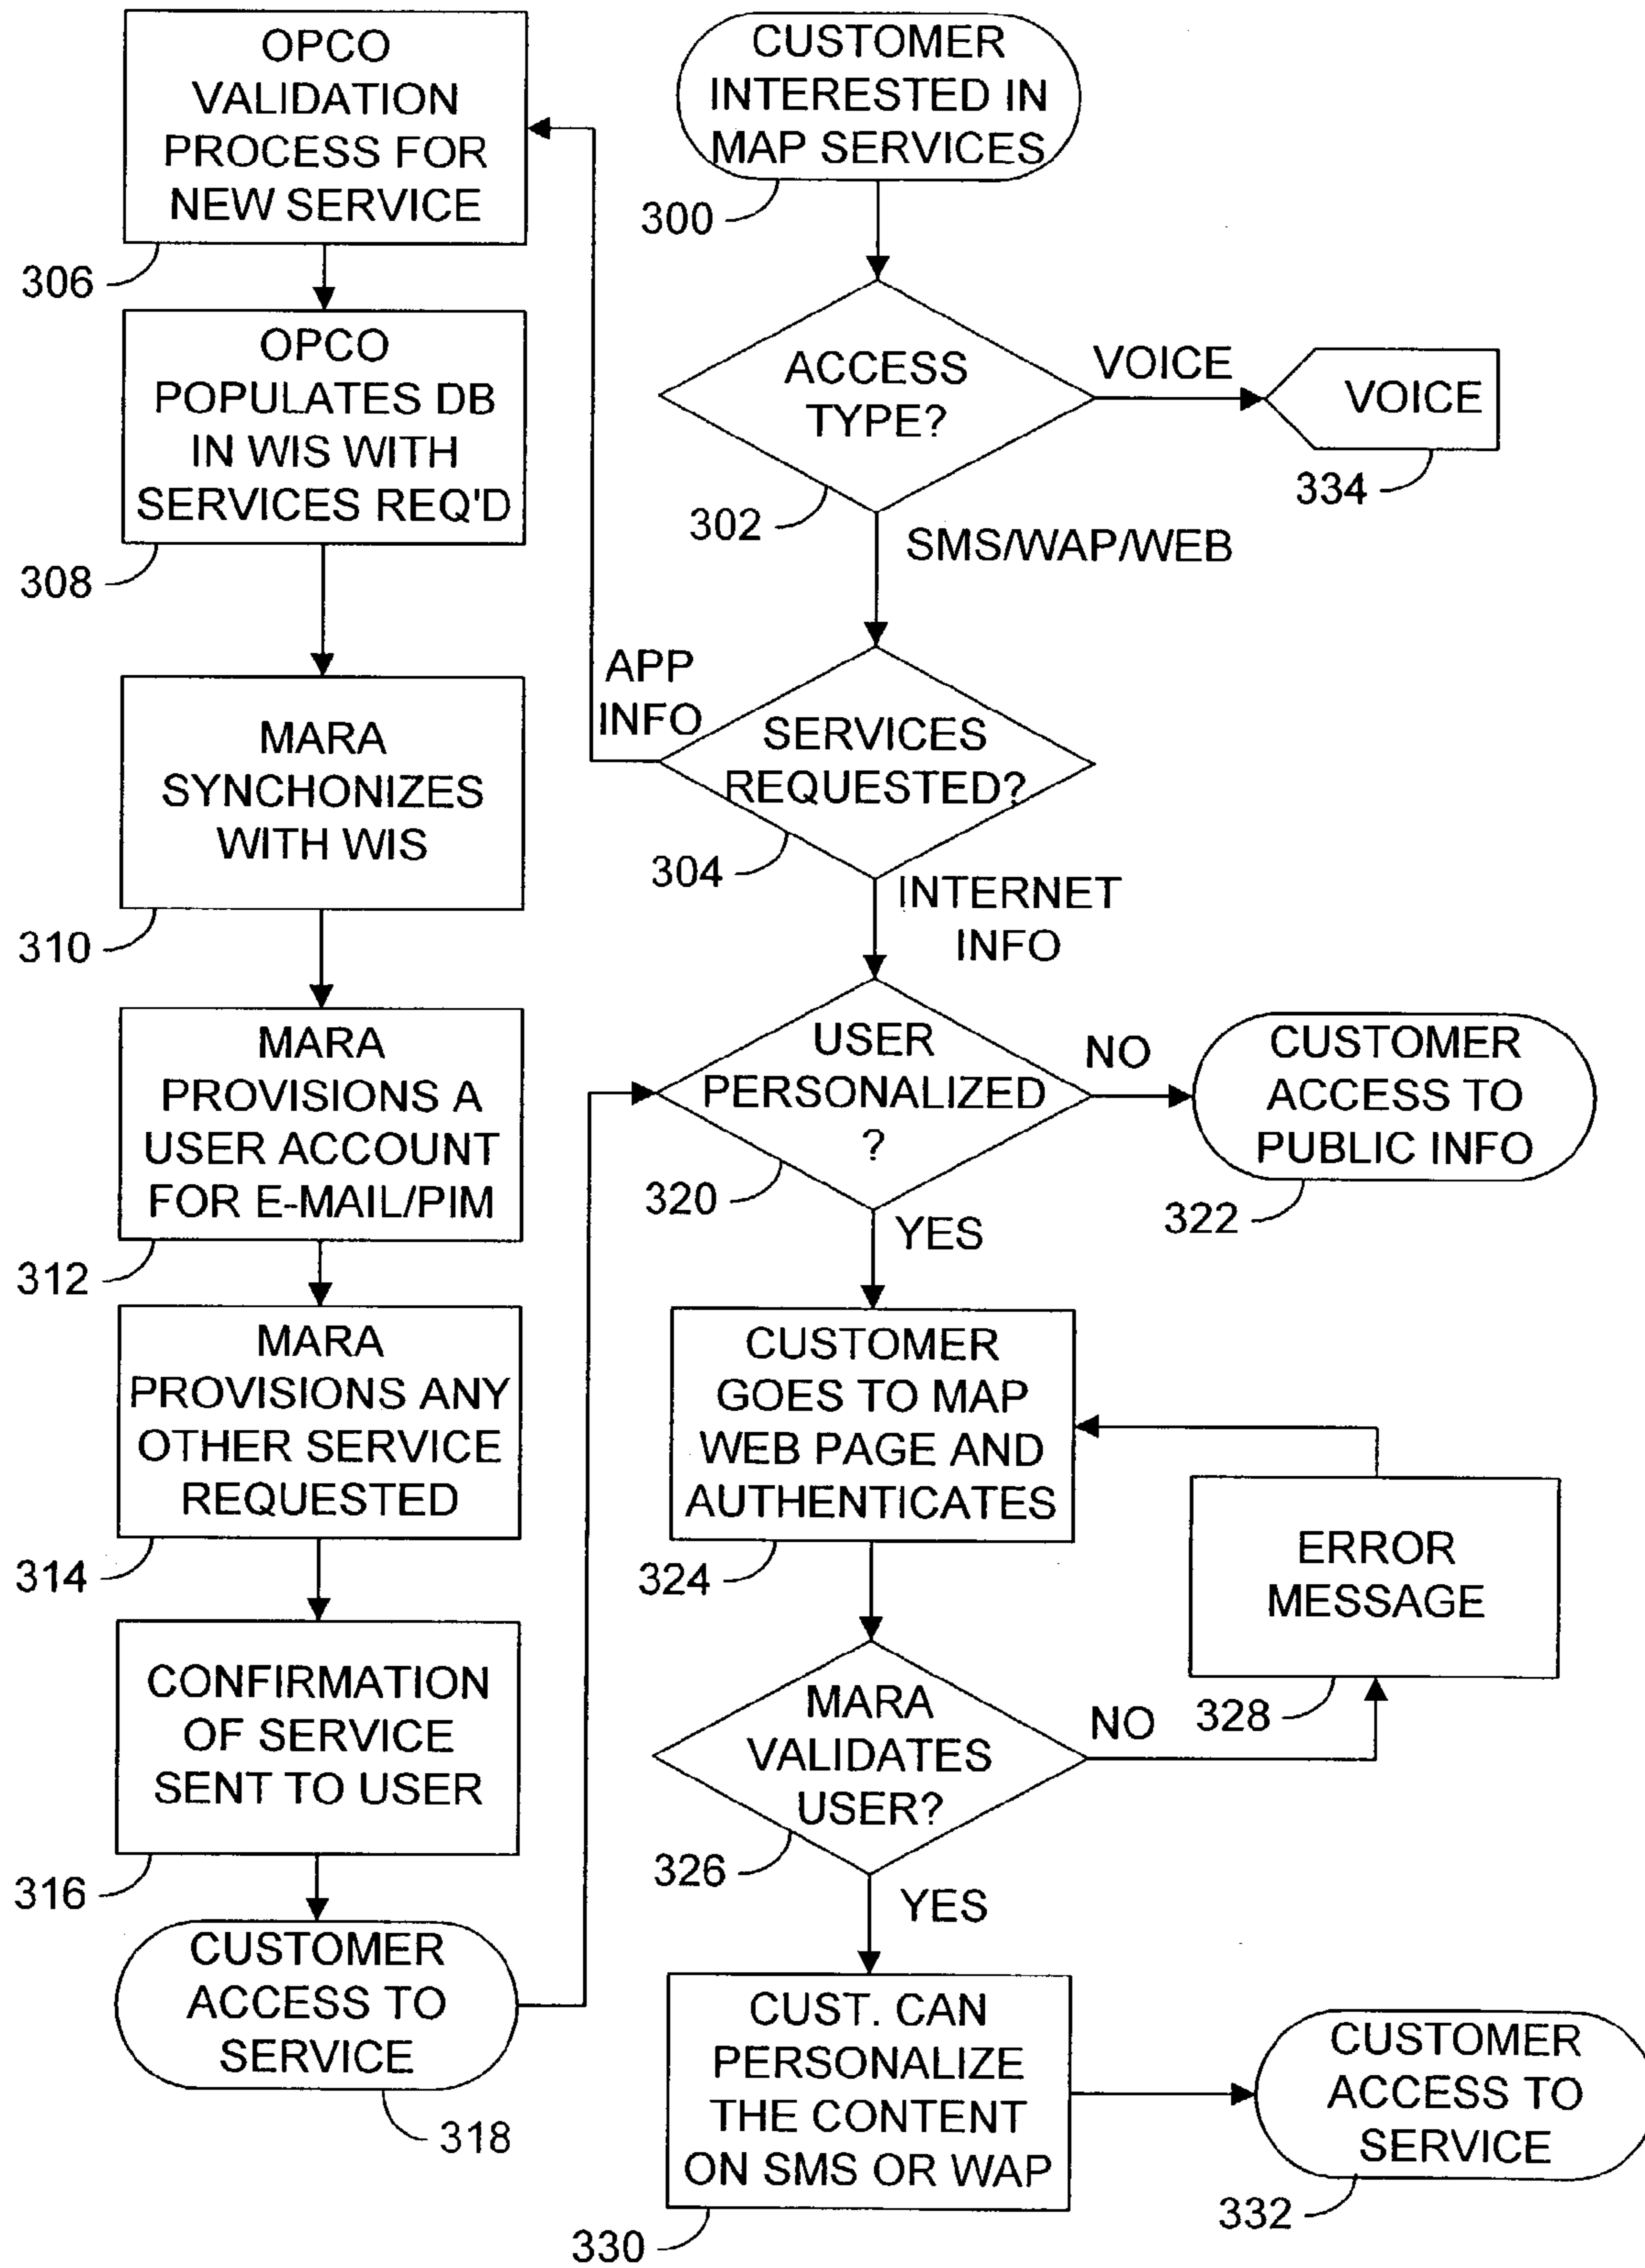 CUSTOMER
INTERESTED IN
MAP SERVICES
300
ACCESS
TYPE?
302
VOICE
VOICE
334
SMS/WAP/WEB
SERVICES
REQUESTED?
304
APP
INFO
OPCO
VALIDATION
PROCESS FOR
NEW SERVICE
306
OPCO
POPULATES DB
IN WIS WITH
SERVICES REQ'D
308
MARA
SYNCHONIZES
WITH WIS
310
MARA
PROVISIONS A
USER ACCOUNT
FOR E-MAIL/PIM
312
MARA
PROVISIONS ANY
OTHER SERVICE
REQUESTED
314
CONFIRMATION
OF SERVICE
SENT TO USER
316
CUSTOMER
ACCESS TO
SERVICE
318
INTERNET
INFO
USER
PERSONALIZED
?
320
NO
CUSTOMER
ACCESS TO
PUBLIC INFO
322
YES
CUSTOMER
GOES TO MAP
WEB PAGE AND
AUTHENTICATES
324
MARA
VALIDATES
USER?
326
NO
ERROR
MESSAGE
328
YES
CUST. CAN
PERSONALIZE
THE CONTENT
ON SMS OR WAP
330
CUSTOMER
ACCESS TO
SERVICE
332